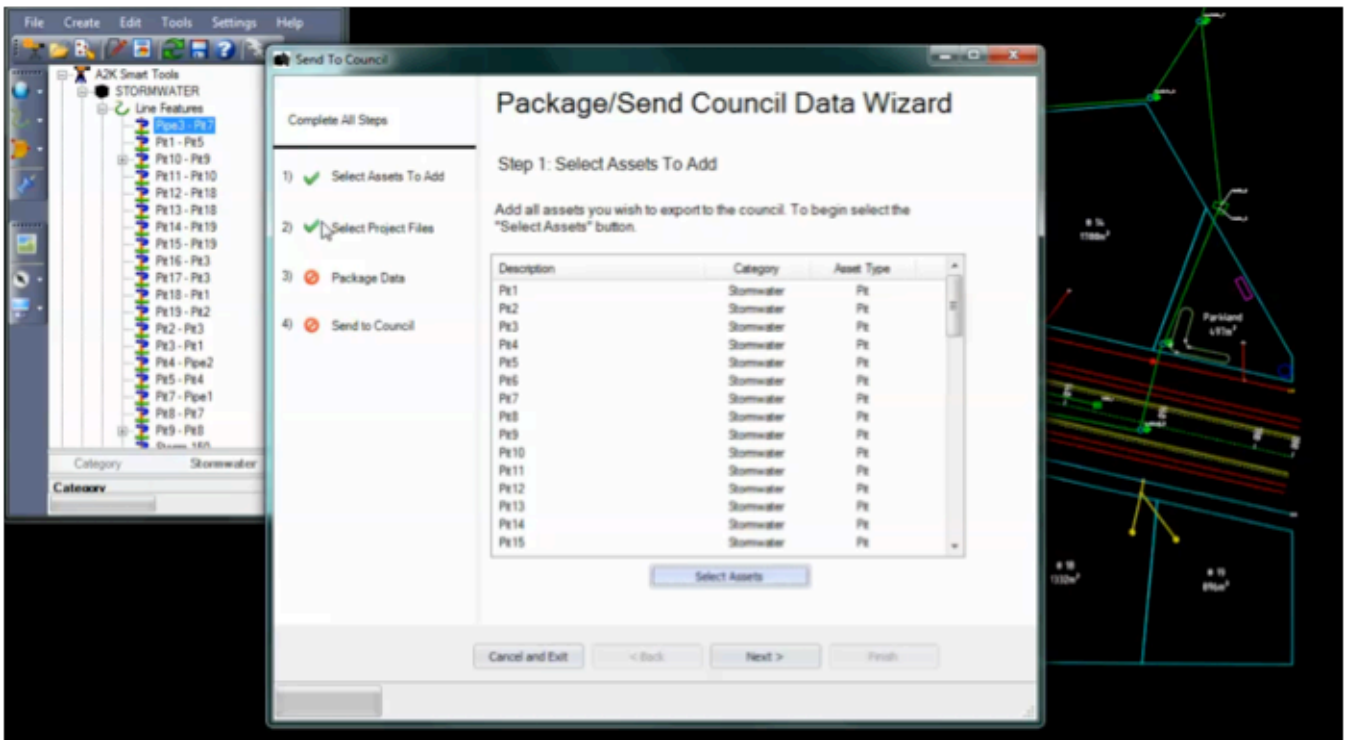 File Create Edit Tools Settings Help
A2K Smart Tools
STORMWATER
Line Features
Pipe3 - Pit7
Pit1 - Pit5
Pit10 - Pit9
Pit11 - Pit10
Pit12 - Pit18
Pit13 - Pit18
Pit14 - Pit19
Pit15 - Pit19
Pit16 - Pit3
Pit17 - Pit3
Pit18 - Pit1
Pit19 - Pit2
Pit2 - Pit3
Pit3 - Pit1
Pit4 - Pipe2
Pit5 - Pit4
Pit7 - Pipe1
Pit8 - Pit7
Pit9 - Pit8
Category Stormwater
Category
Send To Council
Complete All Steps
1) Select Assets To Add
2) Select Project Files
3) Package Data
4) Send to Council
Package/Send Council Data Wizard
Step 1: Select Assets To Add
Add all assets you wish to export to the council. To begin select the
"Select Assets" button.
Description Category Asset Type
Pit1 Stormwater Pit
Pit2 Stormwater Pit
Pit3 Stormwater Pit
Pit4 Stormwater Pit
Pit5 Stormwater Pit
Pit6 Stormwater Pit
Pit7 Stormwater Pit
Pit8 Stormwater Pit
Pit9 Stormwater Pit
Pit10 Stormwater Pit
Pit11 Stormwater Pit
Pit12 Stormwater Pit
Pit13 Stormwater Pit
Pit14 Stormwater Pit
Pit15 Stormwater Pit
Select Assets
Cancel and Exit < Back Next > Finish
Parkland
497m²
1332m²
896m²